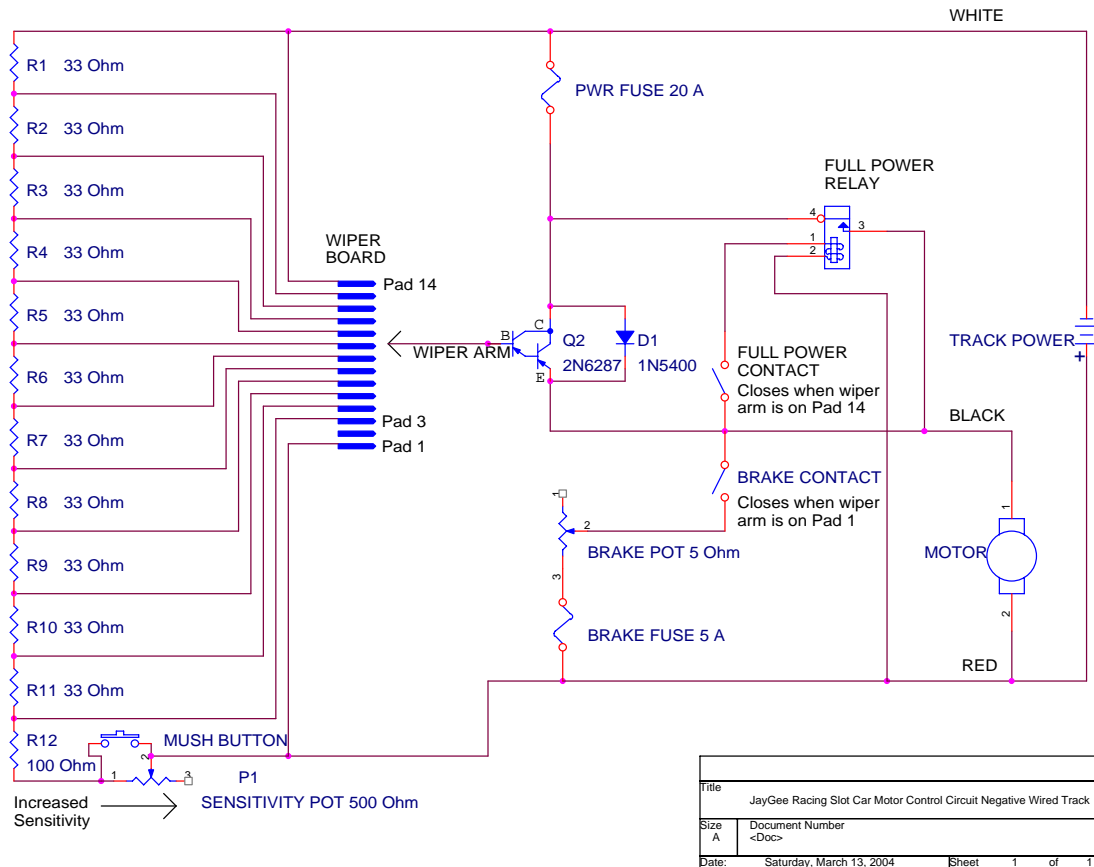 WHITE
R1 33 Ohm
PWR FUSE 20 A
R2 33 Ohm
FULL POWER
RELAY
R3 33 Ohm
4
3
1
2
R4 33 Ohm
WIPER
BOARD
Pad 14
R5 33 Ohm
B
C
E
WIPER ARM
Q2
2N6287
D1
1N5400
TRACK POWER
+
FULL POWER
CONTACT
Closes when wiper
arm is on Pad 14
R6 33 Ohm
Pad 3
Pad 1
BLACK
R7 33 Ohm
BRAKE CONTACT
Closes when wiper
arm is on Pad 1
R8 33 Ohm
1
2
3
BRAKE POT 5 Ohm
1
MOTOR
2
R9 33 Ohm
BRAKE FUSE 5 A
R10 33 Ohm
RED
R11 33 Ohm
R12
100 Ohm
MUSH BUTTON
1
2
3
P1
SENSITIVITY POT 500 Ohm
Increased
Sensitivity
Title
JayGee Racing Slot Car Motor Control Circuit Negative Wired Track
Size
A
Document Number
<Doc>
Date:
Saturday, March 13, 2004
Sheet 1 of 1